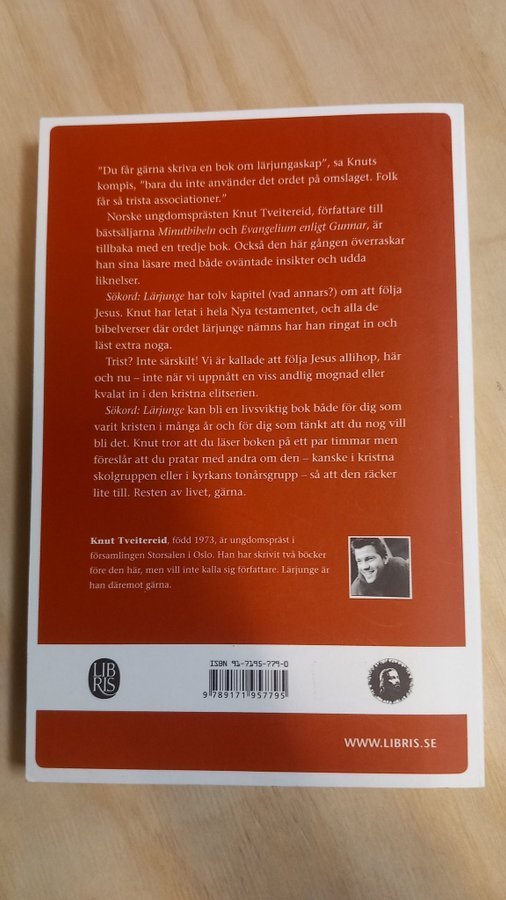 "Du får gärna skriva en bok om lärjungaskap", sa Knuts
kompis, "bara du inte använder det ordet på omslaget. Folk
får så trista associationer."
Norske ungdomsprästen Knut Tveitereid, författare till
bästsäljarna Minutbibeln och Evangelium enligt Gunnar, är
tillbaka med en tredje bok. Också den här gången överraskar
han sina läsare med både oväntade insikter och udda
liknelser.
Sökord: Lärjunge har tolv kapitel (vad annars?) om att följa
Jesus. Knut har letat i hela Nya testamentet, och alla de
bibelverser där ordet lärjunge nämns har han ringat in och
läst extra noga.
Trist? Inte särskilt! Vi är kallade att följa Jesus allihop, här
och nu – inte när vi uppnått en viss andlig mognad eller
kvalat in i den kristna elitserien.
Sökord: Lärjunge kan bli en livsviktig bok både för dig som
varit kristen i många år och för dig som tänkt att du nog vill
bli det. Knut tror att du läser boken på ett par timmar men
föreslår att du pratar med andra om den – kanske i kristna
skolgruppen eller i kyrkans tonårsgrupp – så att den räcker
lite till. Resten av livet, gärna.
Knut Tveitereid, född 1973, är ungdomspräst i
församlingen Storsalen i Oslo. Han har skrivit två böcker
före den här, men vill inte kalla sig författare. Lärjunge är
han däremot gärna.
LIB
RIS
ISBN 91-7195-779-0
9 789171 957795
WWW.LIBRIS.SE